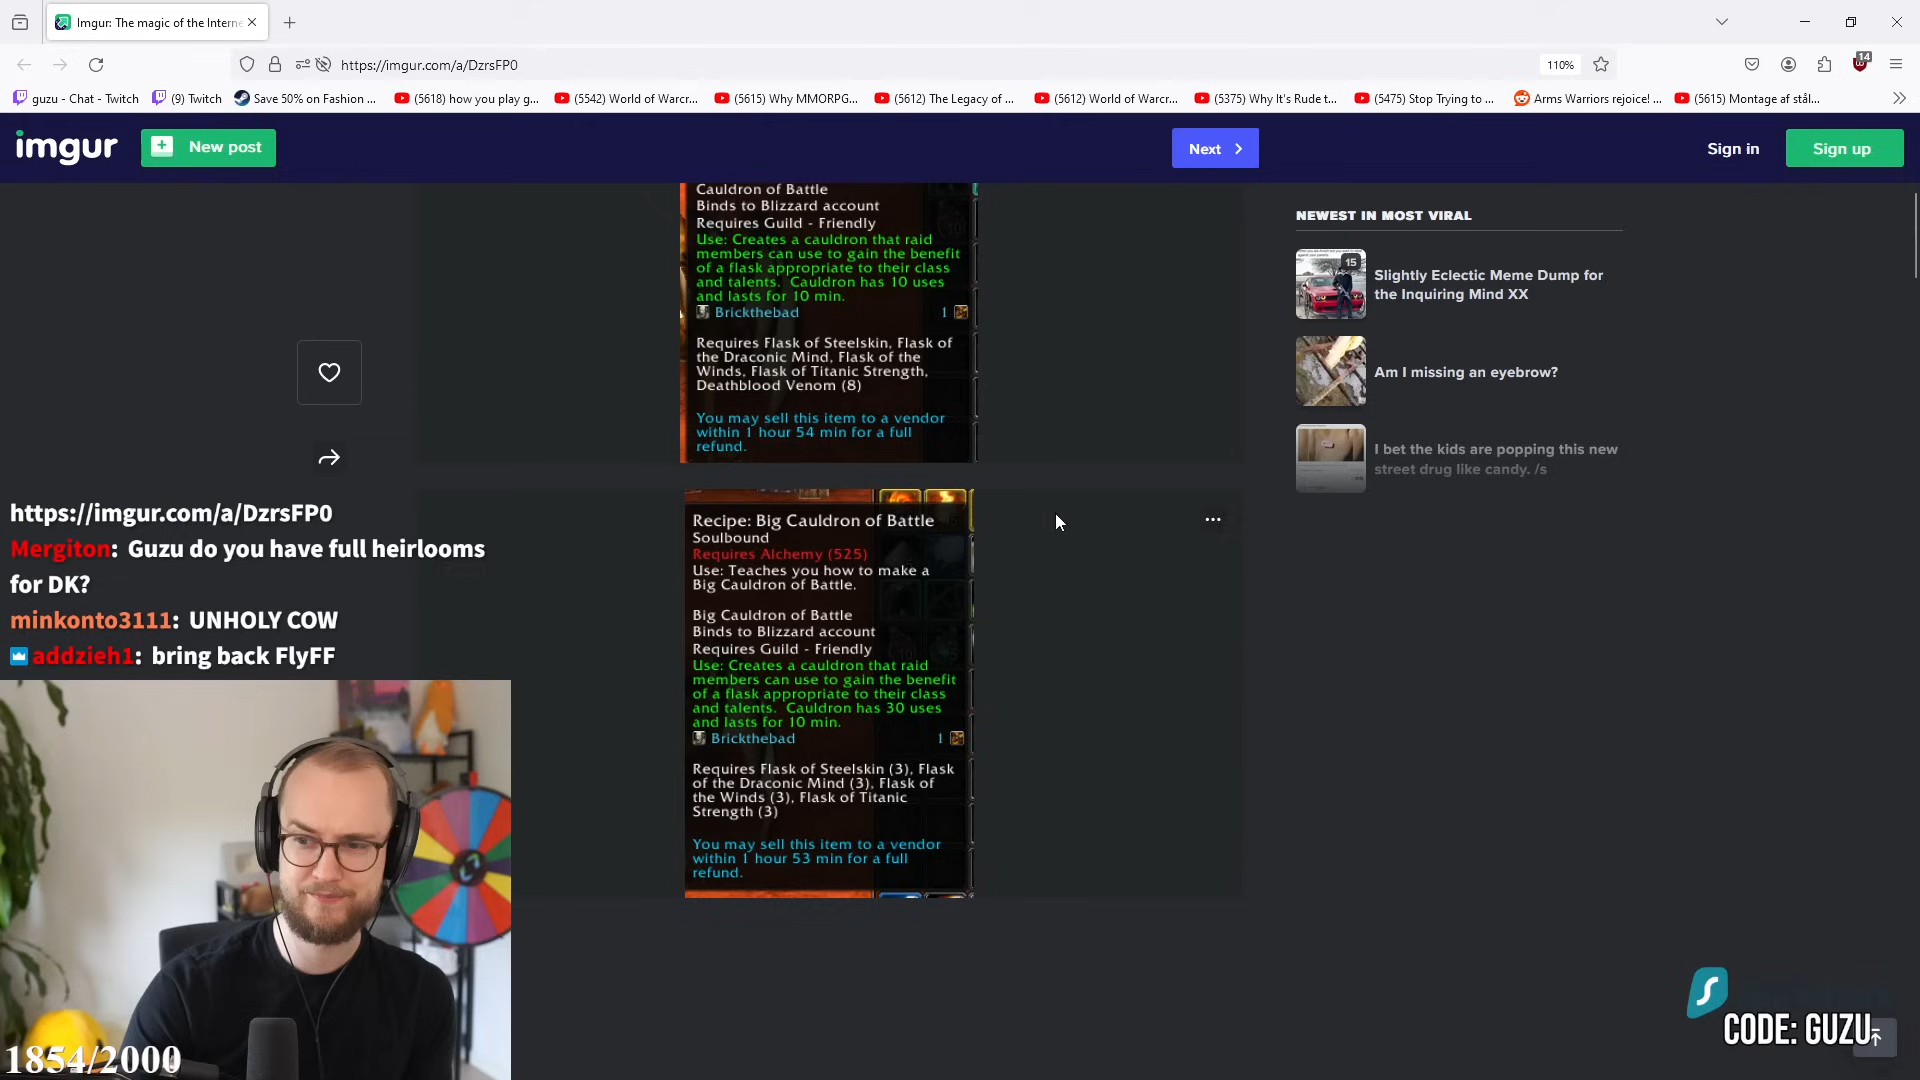 Imgur: The magic of the Interne
https://imgur.com/a/DzrsFP0
110%
14
guzu - Chat - Twitch
(9) Twitch
Save 50% on Fashion ...
(5618) how you play g...
(5542) World of Warcr...
(5615) Why MMORPG...
(5612) The Legacy of ...
(5612) World of Warcr...
(5375) Why It's Rude t...
(5475) Stop Trying to ...
Arms Warriors rejoice! ...
(5615) Montage af stål...
imgur
New post
Next
Sign in
Sign up
Cauldron of Battle
Binds to Blizzard account
Requires Guild - Friendly
Use: Creates a cauldron that raid
members can use to gain the benefit
of a flask appropriate to their class
and talents. Cauldron has 10 uses
and lasts for 10 min.
Brickthebad 1
Requires Flask of Steelskin, Flask of
the Draconic Mind, Flask of the
Winds, Flask of Titanic Strength,
Deathblood Venom (8)
You may sell this item to a vendor
within 1 hour 54 min for a full
refund.
Recipe: Big Cauldron of Battle
Soulbound
Requires Alchemy (525)
Use: Teaches you how to make a
Big Cauldron of Battle.
Big Cauldron of Battle
Binds to Blizzard account
Requires Guild - Friendly
Use: Creates a cauldron that raid
members can use to gain the benefit
of a flask appropriate to their class
and talents. Cauldron has 30 uses
and lasts for 10 min.
Brickthebad 1
Requires Flask of Steelskin (3), Flask
of the Draconic Mind (3), Flask of
the Winds (3), Flask of Titanic
Strength (3)
You may sell this item to a vendor
within 1 hour 53 min for a full
refund.
NEWEST IN MOST VIRAL
15
Slightly Eclectic Meme Dump for
the Inquiring Mind XX
Am I missing an eyebrow?
I bet the kids are popping this new
street drug like candy. /s
https://imgur.com/a/DzrsFP0
Mergiton: Guzu do you have full heirlooms
for DK?
minkonto3111: UNHOLY COW
addzieh1: bring back FlyFF
1854/2000
CODE: GUZU